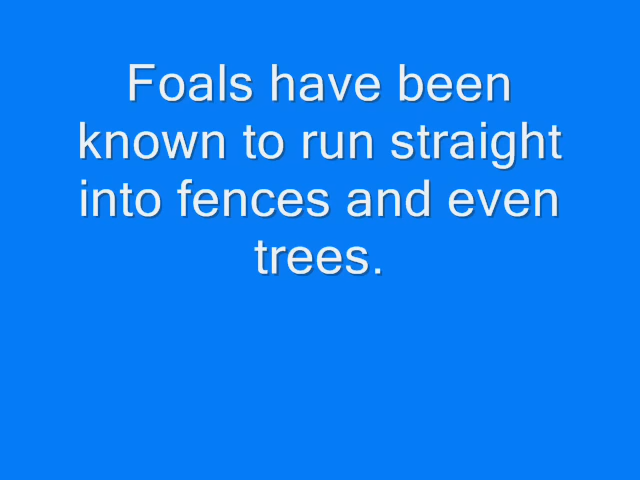 Foals have been
known to run straight
into fences and even
trees.